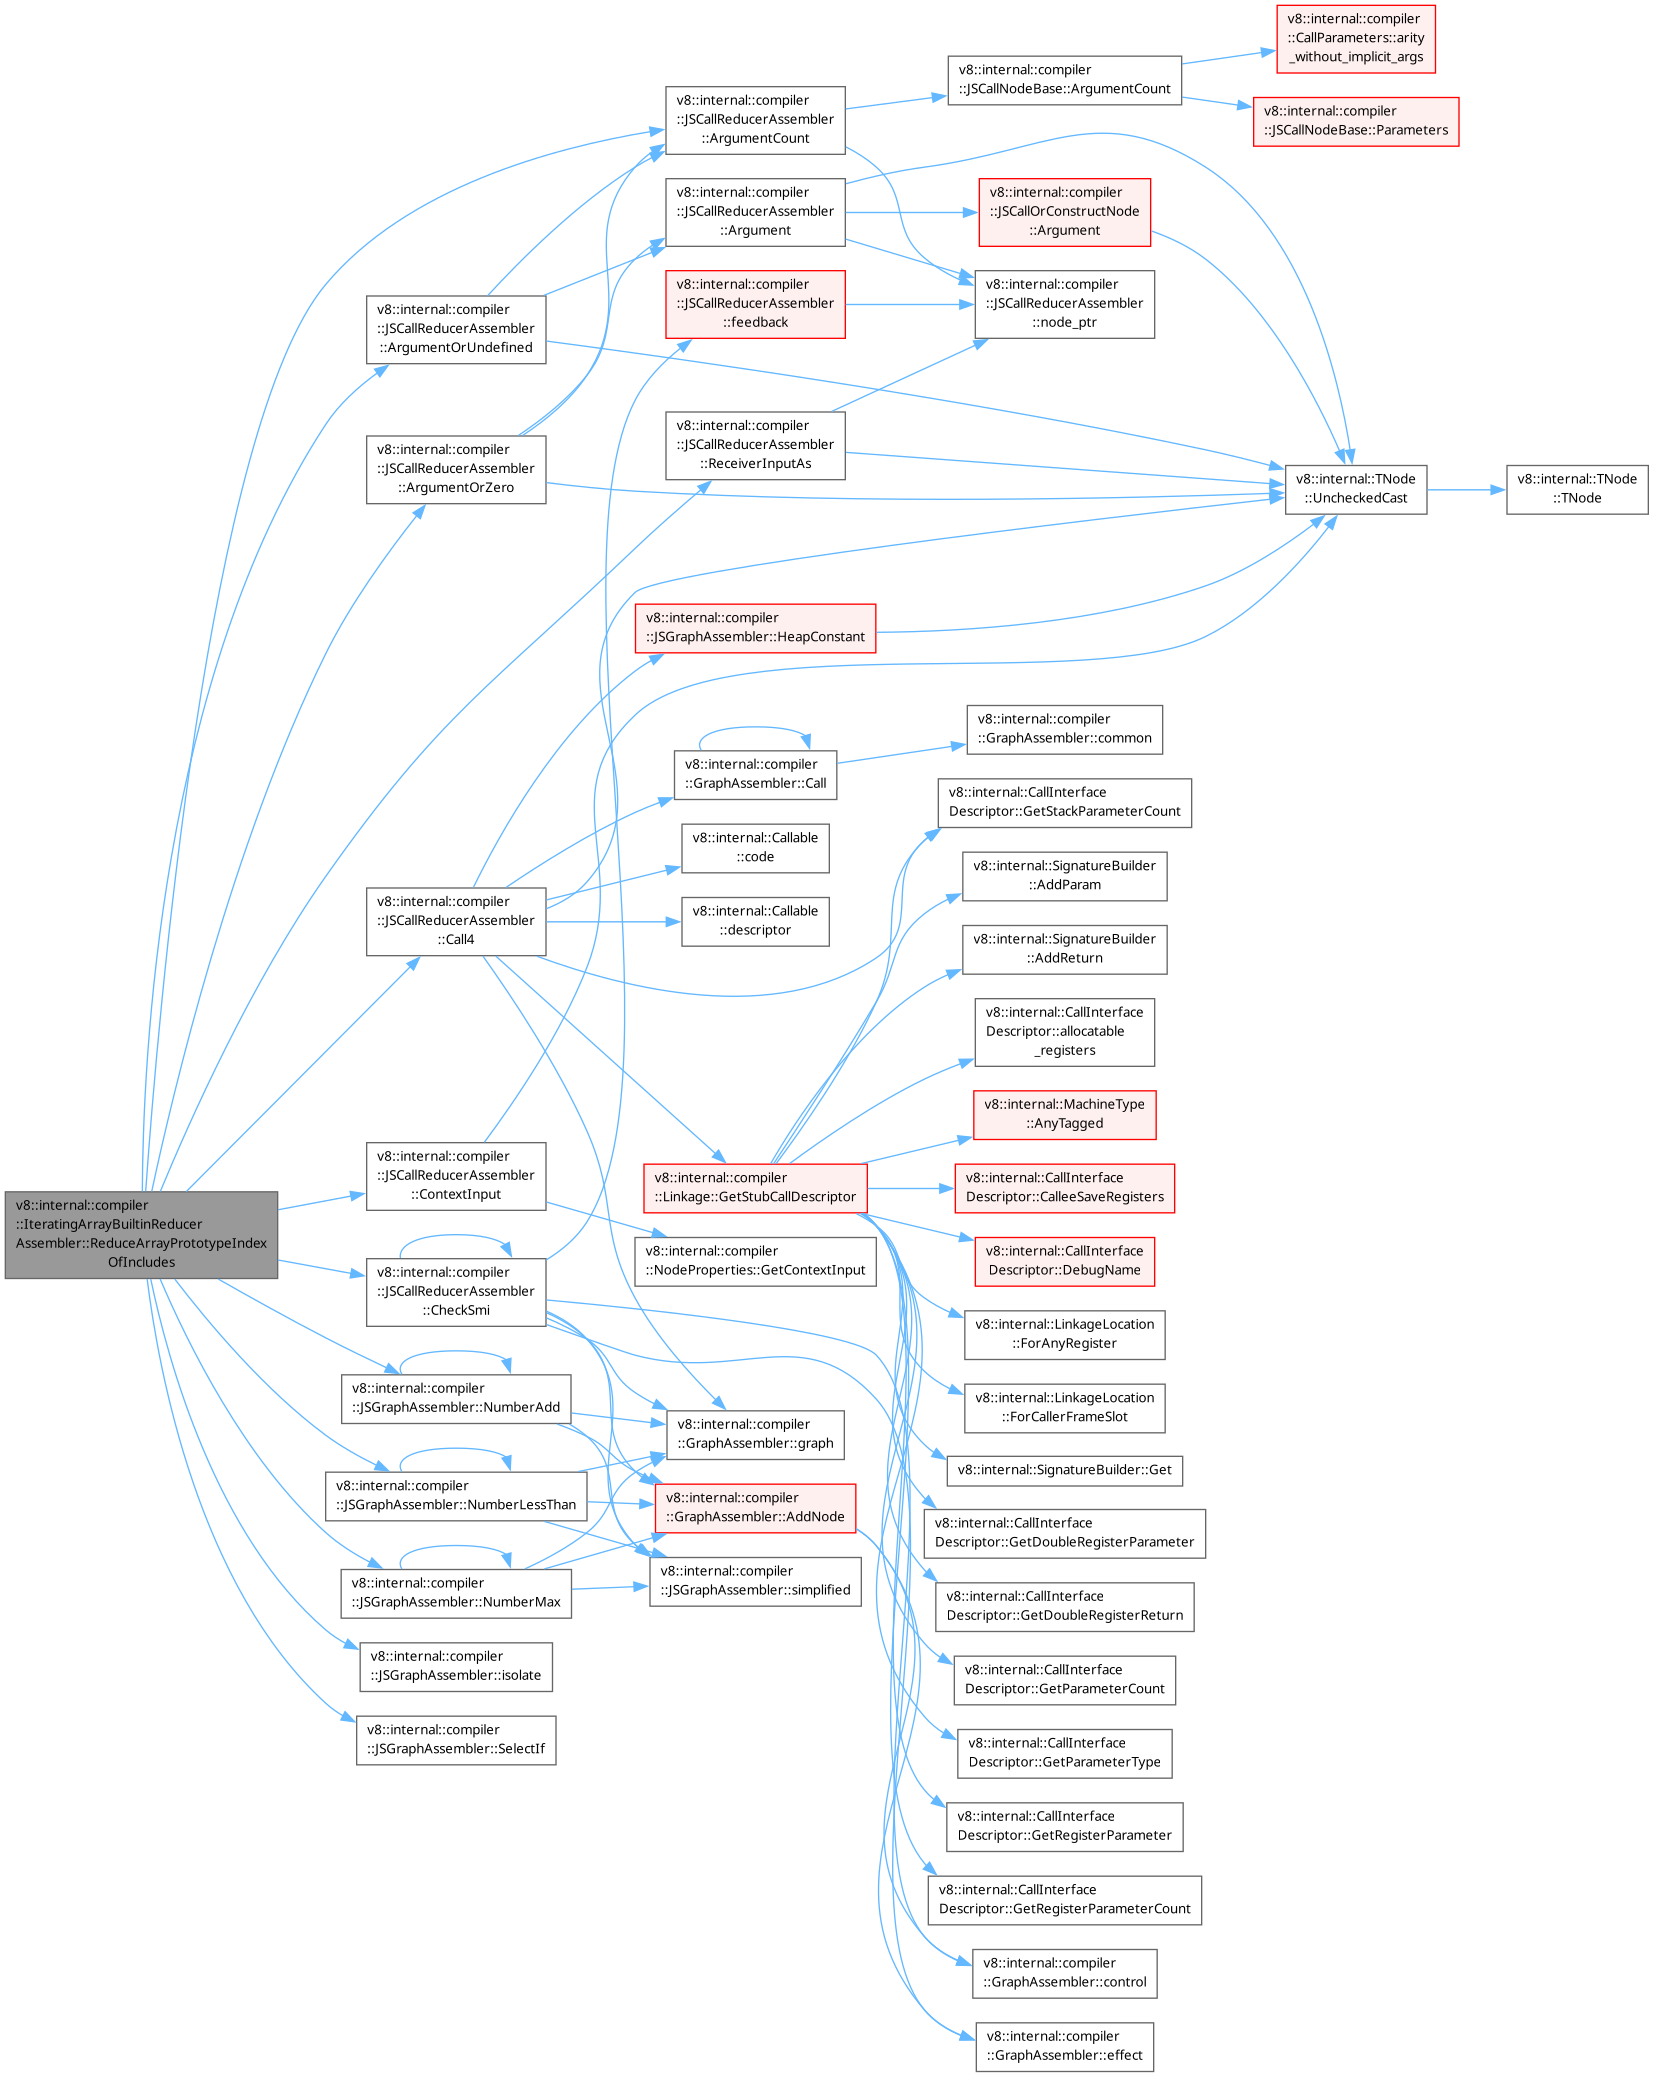 v8::internal::compiler
::IteratingArrayBuiltinReducer
Assembler::ReduceArrayPrototypeIndex
OfIncludes
v8::internal::compiler
::JSCallReducerAssembler
::ArgumentOrUndefined
v8::internal::compiler
::JSCallReducerAssembler
::ArgumentOrZero
v8::internal::compiler
::JSCallReducerAssembler
::Call4
v8::internal::compiler
::JSCallReducerAssembler
::ContextInput
v8::internal::compiler
::JSCallReducerAssembler
::CheckSmi
v8::internal::compiler
::JSGraphAssembler::NumberAdd
v8::internal::compiler
::JSGraphAssembler::NumberLessThan
v8::internal::compiler
::JSGraphAssembler::NumberMax
v8::internal::compiler
::JSGraphAssembler::isolate
v8::internal::compiler
::JSGraphAssembler::SelectIf
v8::internal::compiler
::JSCallReducerAssembler
::ArgumentCount
v8::internal::compiler
::JSCallReducerAssembler
::Argument
v8::internal::compiler
::JSCallReducerAssembler
::feedback
v8::internal::compiler
::JSCallReducerAssembler
::ReceiverInputAs
v8::internal::compiler
::JSGraphAssembler::HeapConstant
v8::internal::compiler
::GraphAssembler::Call
v8::internal::Callable
::code
v8::internal::Callable
::descriptor
v8::internal::compiler
::Linkage::GetStubCallDescriptor
v8::internal::compiler
::NodeProperties::GetContextInput
v8::internal::compiler
::GraphAssembler::graph
v8::internal::compiler
::GraphAssembler::AddNode
v8::internal::compiler
::JSGraphAssembler::simplified
v8::internal::compiler
::JSCallNodeBase::ArgumentCount
v8::internal::compiler
::JSCallOrConstructNode
::Argument
v8::internal::compiler
::JSCallReducerAssembler
::node_ptr
v8::internal::compiler
::GraphAssembler::common
v8::internal::CallInterface
Descriptor::GetStackParameterCount
v8::internal::SignatureBuilder
::AddParam
v8::internal::SignatureBuilder
::AddReturn
v8::internal::CallInterface
Descriptor::allocatable
_registers
v8::internal::MachineType
::AnyTagged
v8::internal::CallInterface
Descriptor::CalleeSaveRegisters
v8::internal::CallInterface
Descriptor::DebugName
v8::internal::LinkageLocation
::ForAnyRegister
v8::internal::LinkageLocation
::ForCallerFrameSlot
v8::internal::SignatureBuilder::Get
v8::internal::CallInterface
Descriptor::GetDoubleRegisterParameter
v8::internal::CallInterface
Descriptor::GetDoubleRegisterReturn
v8::internal::CallInterface
Descriptor::GetParameterCount
v8::internal::CallInterface
Descriptor::GetParameterType
v8::internal::CallInterface
Descriptor::GetRegisterParameter
v8::internal::CallInterface
Descriptor::GetRegisterParameterCount
v8::internal::compiler
::GraphAssembler::control
v8::internal::compiler
::GraphAssembler::effect
v8::internal::compiler
::CallParameters::arity
_without_implicit_args
v8::internal::compiler
::JSCallNodeBase::Parameters
v8::internal::TNode
::UncheckedCast
v8::internal::TNode
::TNode